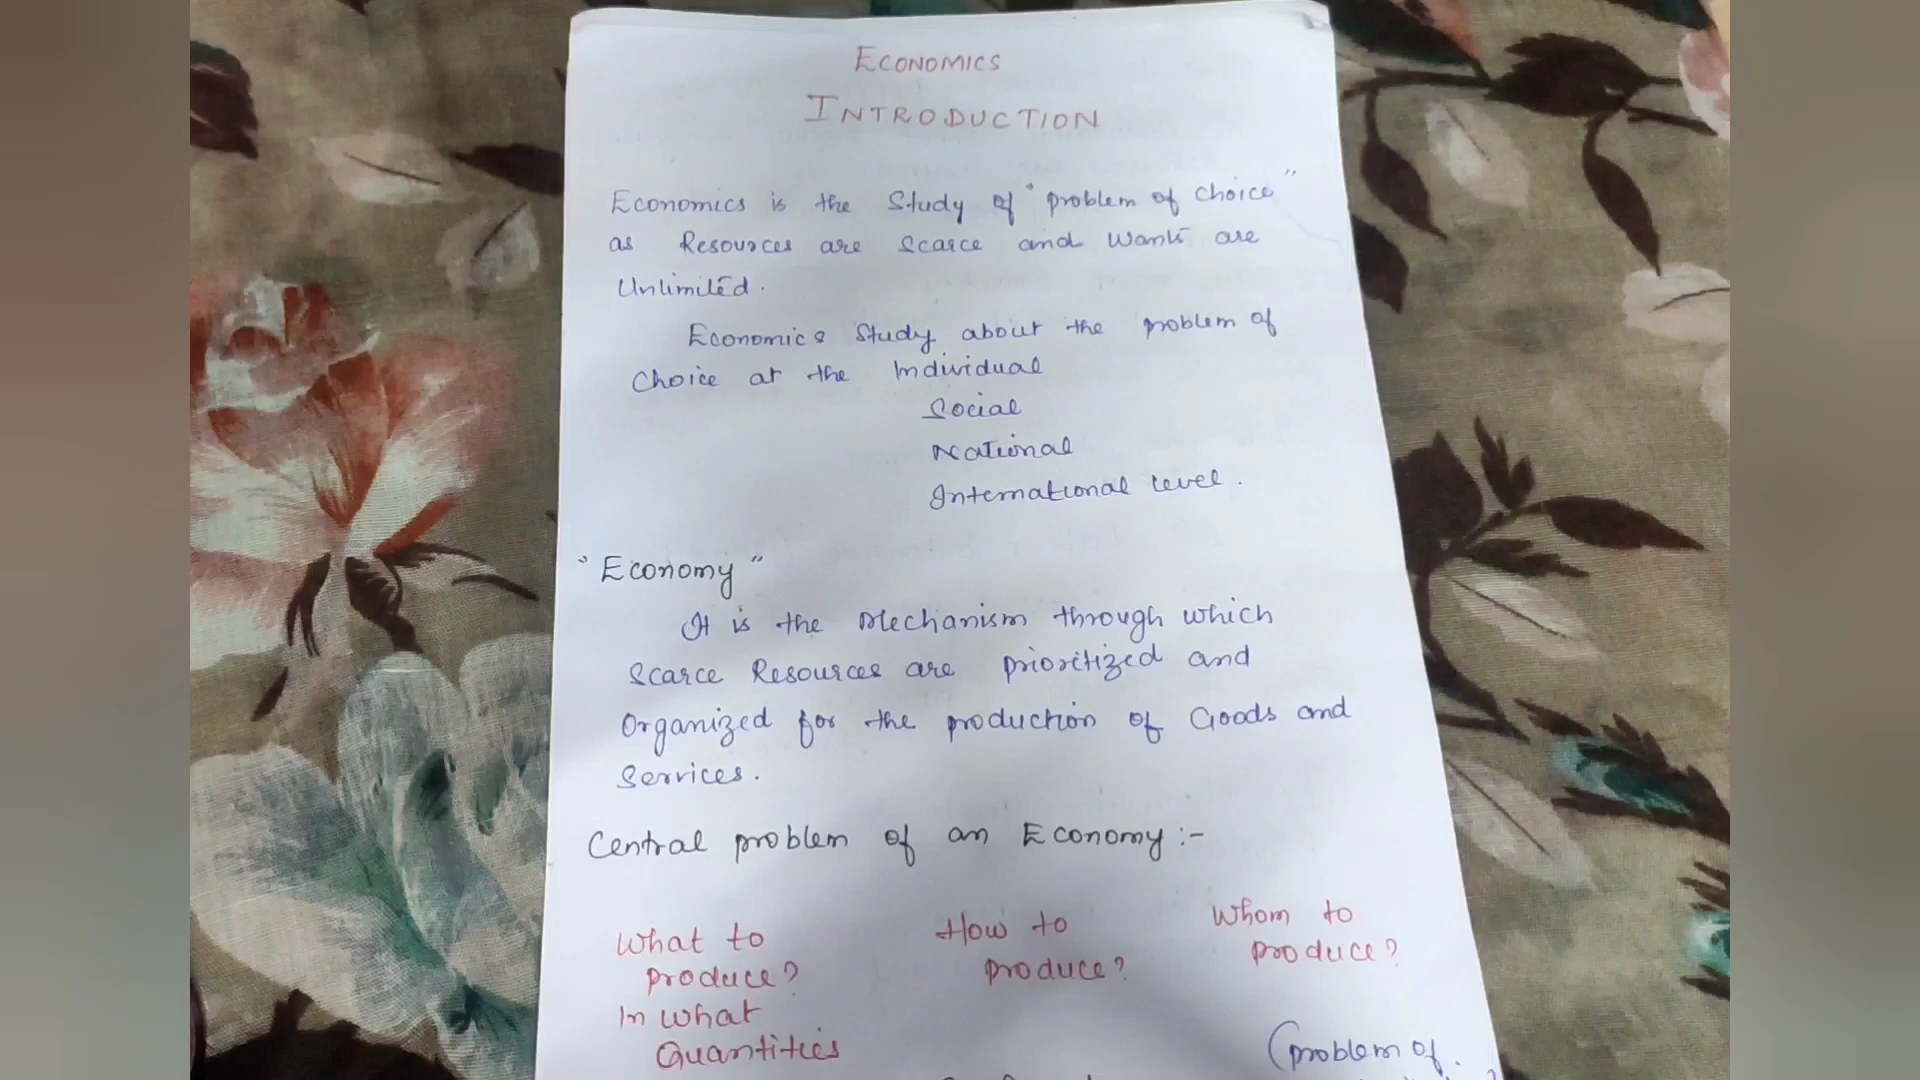 ECONOMICS
INTRODUCTION
Economics is the Study of "problem of choice"
as Resources are Scarce and Wants are
Unlimited.
Economics Study about the problem of
Choice at the Individual
Social
National
International level.
"Economy"
It is the Mechanism through which
Scarce Resources are prioritized and
Organized for the production of Goods and
Services.
Central problem of an Economy :-
What to How to Whom to
produce? produce? produce?
In what
Quantities
(problem of